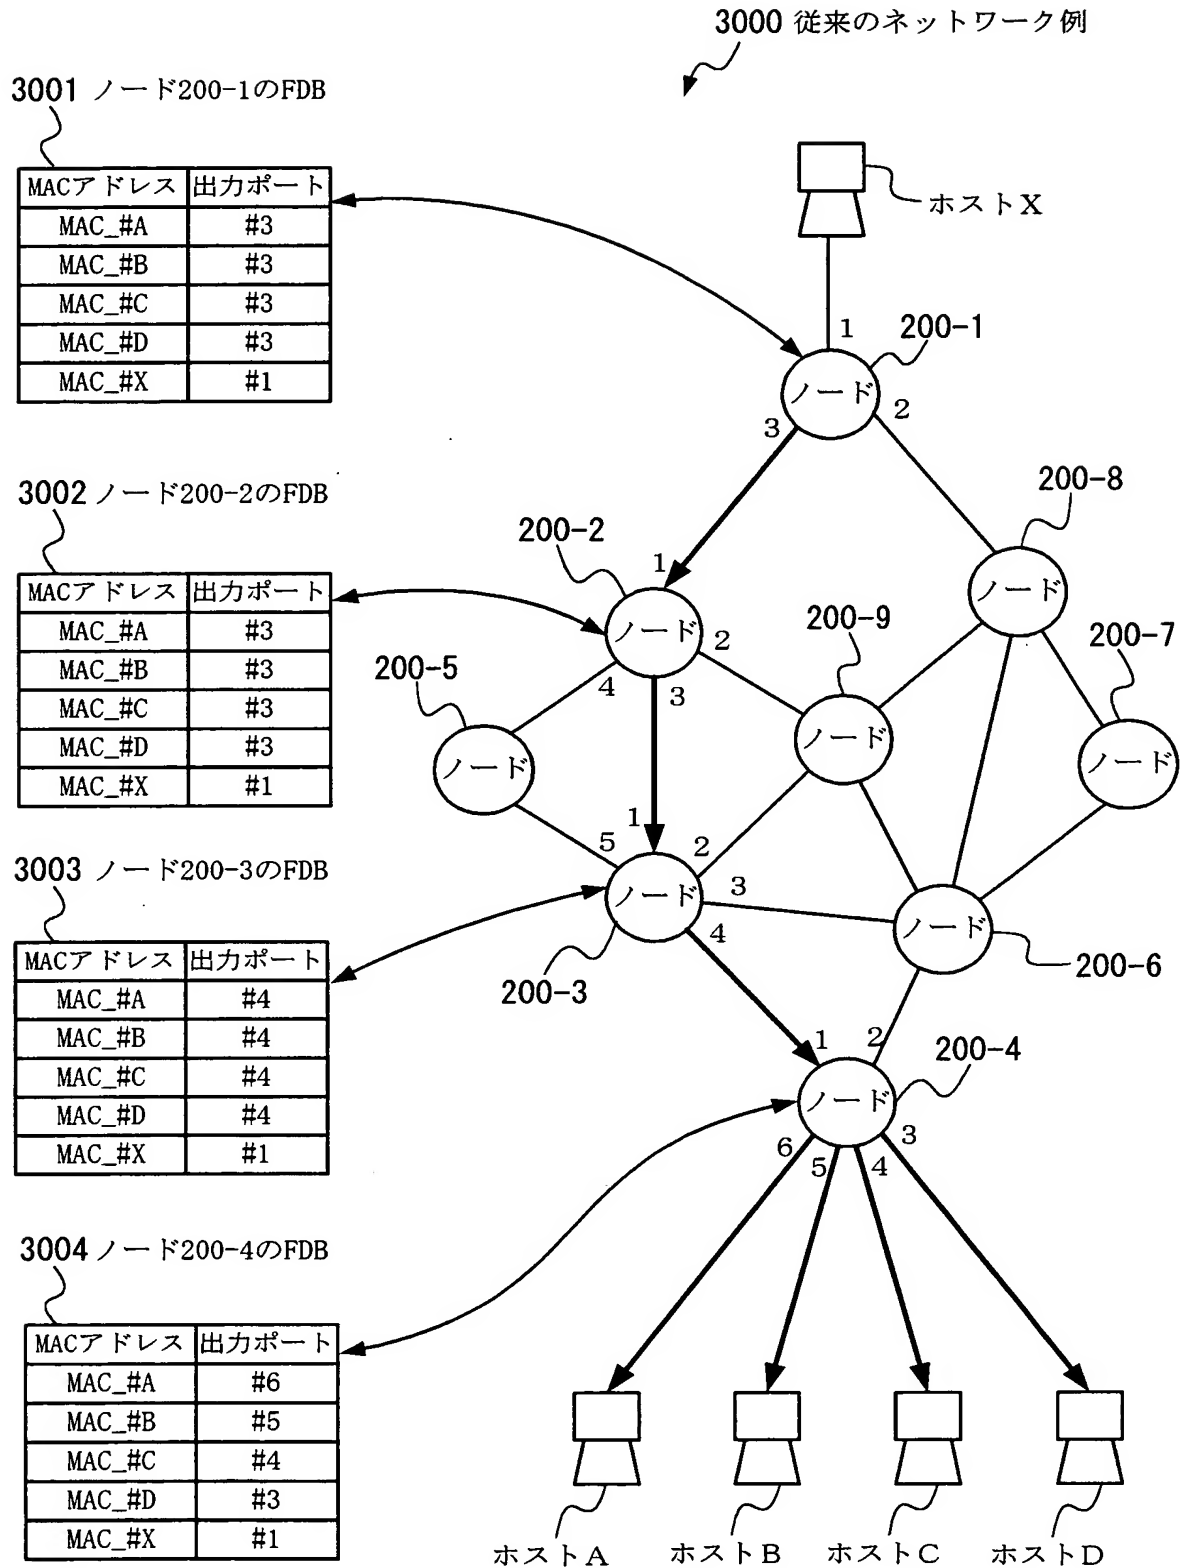 3000 従来のネットワーク例
3001 ノード200-1のFDB
MACアドレス 出力ポート
MAC_#A #3
MAC_#B #3
MAC_#C #3
MAC_#D #3
MAC_#X #1
ホストX
1
200-1
ノード
2
3
3002 ノード200-2のFDB
MACアドレス 出力ポート
MAC_#A #3
MAC_#B #3
MAC_#C #3
MAC_#D #3
MAC_#X #1
200-8
ノード
200-2
1
ノード
2
4
3
200-9
ノード
200-7
ノード
200-5
ノード
3003 ノード200-3のFDB
MACアドレス 出力ポート
MAC_#A #4
MAC_#B #4
MAC_#C #4
MAC_#D #4
MAC_#X #1
1
5
2
ノード
3
4
200-3
ノード
200-6
1
2
200-4
ノード
6
5
4
3
3004 ノード200-4のFDB
MACアドレス 出力ポート
MAC_#A #6
MAC_#B #5
MAC_#C #4
MAC_#D #3
MAC_#X #1
ホストA ホストB ホストC ホストD